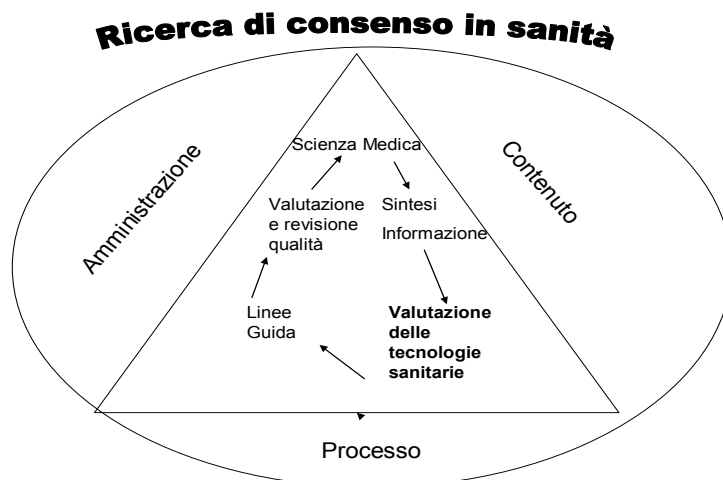 Ricerca di consenso in sanità
Amministrazione
Contenuto
Scienza Medica
Valutazione
e revisione
qualità
Sintesi
Informazione
Linee
Guida
Valutazione
delle
tecnologie
sanitarie
Processo